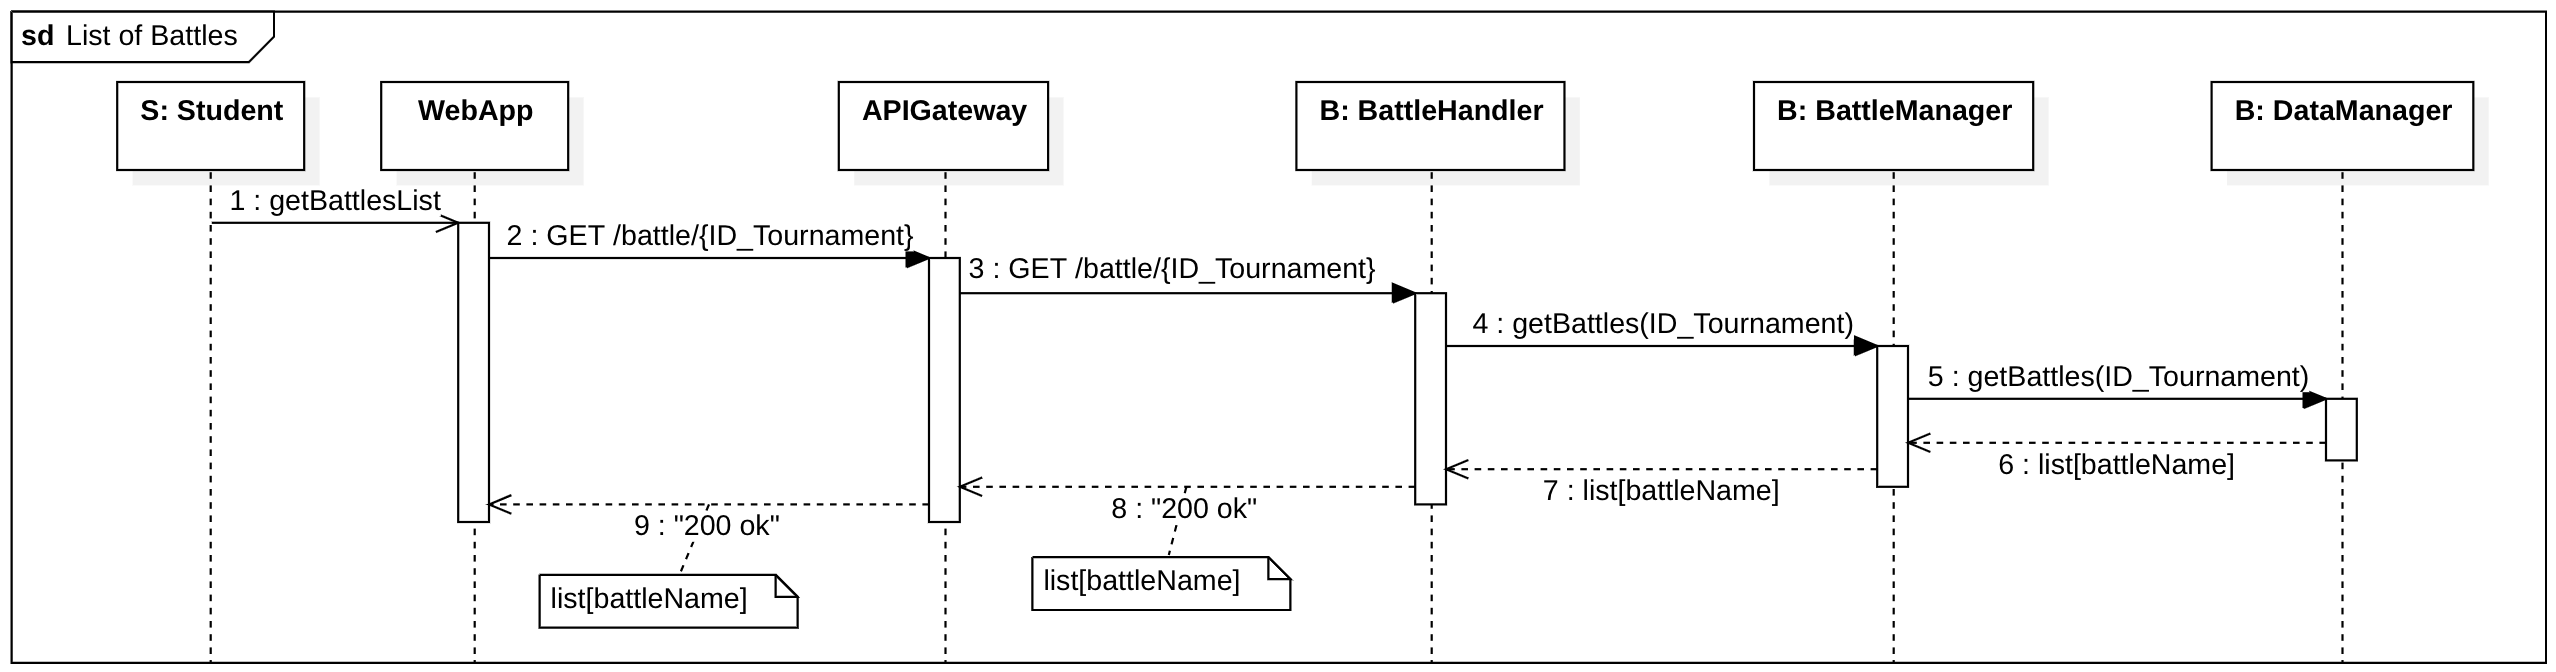 sd List of Battles
S: Student
WebApp
APIGateway
B: BattleHandler
B: BattleManager
B: DataManager
1 : getBattlesList
2 : GET /battle/{ID_Tournament}
3 : GET /battle/{ID_Tournament}
4 : getBattles(ID_Tournament)
5 : getBattles(ID_Tournament)
6 : list[battleName]
7 : list[battleName]
8 : "200 ok"
9 : "200 ok"
list[battleName]
list[battleName]